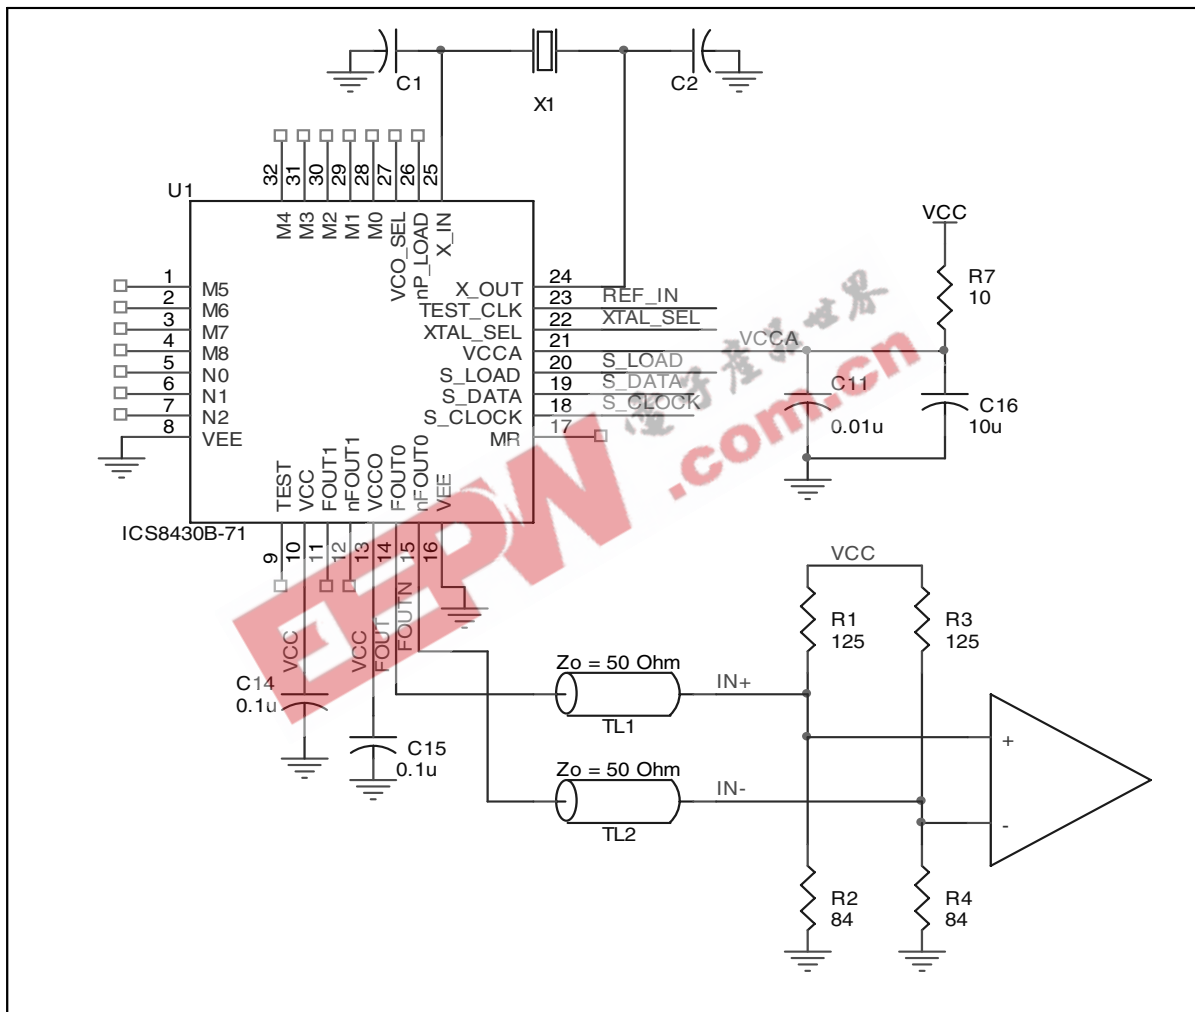 C1
X1
C2
U1
32
31
30
29
28
27
26
25
M4
M3
M2
M1
M0
VCO_SEL
nP_LOAD
X_IN
1 M5
2 M6
3 M7
4 M8
5 N0
6 N1
7 N2
8 VEE
X_OUT 24
TEST_CLK 23 REF_IN
XTAL_SEL 22 XTAL_SEL
VCCA 21 VCCA
S_LOAD 20 S_LOAD
S_DATA 19 S_DATA
S_CLOCK 18 S_CLOCK
MR 17
TEST
VCC
FOUT1
nFOUT1
VCCO
FOUT0
nFOUT0
VEE
ICS8430B-71
9
10
11
12
13
14
15
16
VCC
R7
10
C11
0.01u
C16
10u
VCC
VCC
FOUT
FOUTN
C14
0.1u
C15
0.1u
Zo = 50 Ohm
TL1
IN+
Zo = 50 Ohm
TL2
IN-
VCC
R1
125
R3
125
+
-
R2
84
R4
84
EEPW
.com.cn
電子產品世界